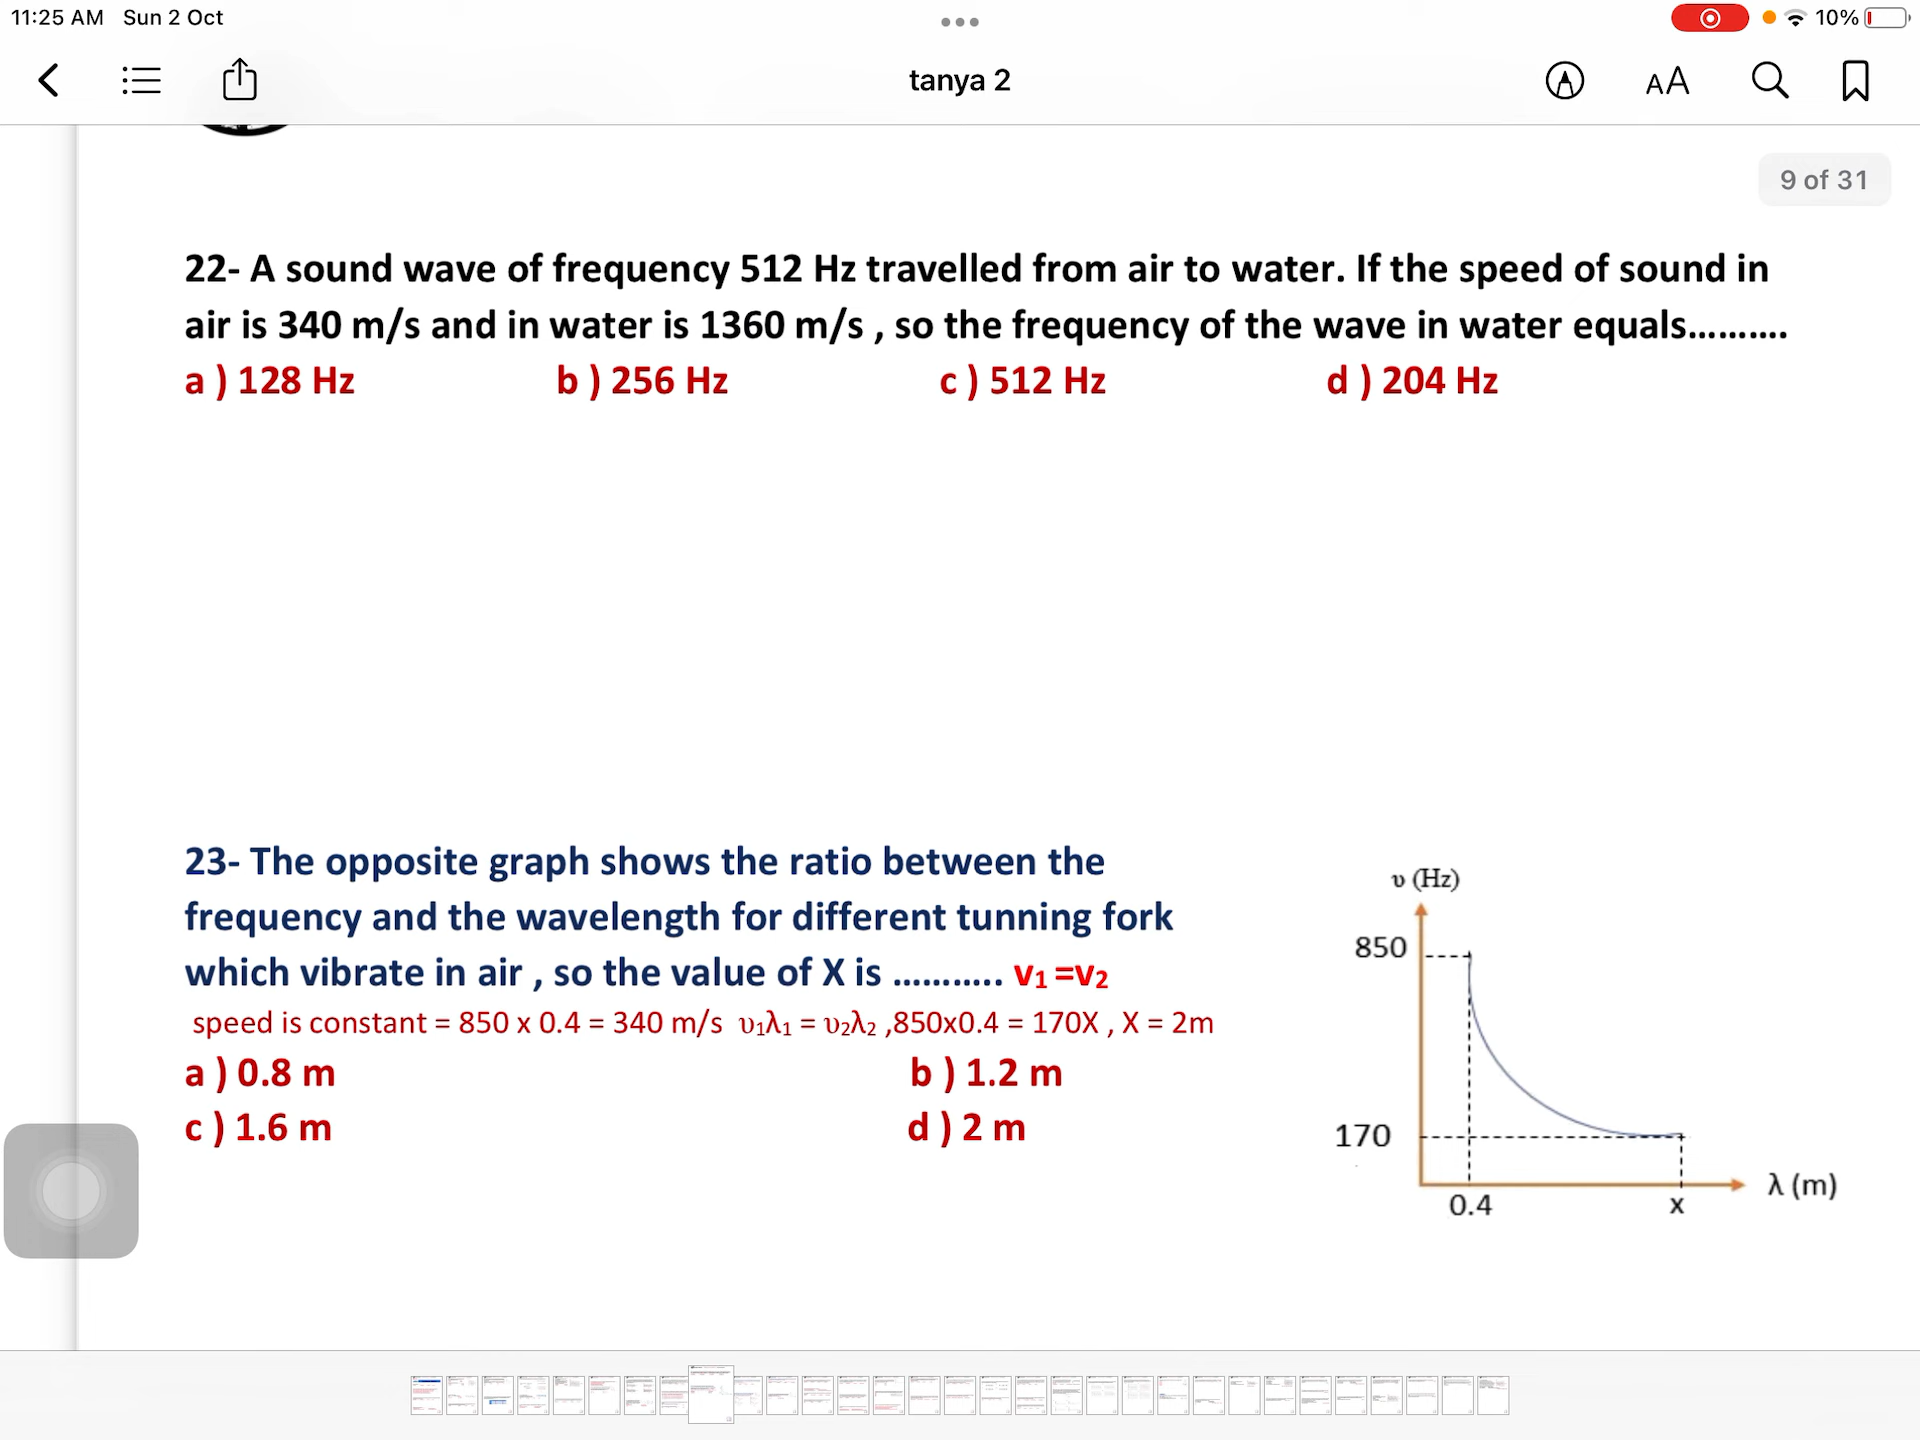 11:25 AM Sun 2 Oct
10%
tanya 2
AA
9 of 31
22- A sound wave of frequency 512 Hz travelled from air to water. If the speed of sound in
air is 340 m/s and in water is 1360 m/s , so the frequency of the wave in water equals..........
a ) 128 Hz b ) 256 Hz c ) 512 Hz d ) 204 Hz
23- The opposite graph shows the ratio between the
frequency and the wavelength for different tunning fork
which vibrate in air , so the value of X is ........... v₁ =v₂
speed is constant = 850 x 0.4 = 340 m/s υ₁λ₁ = υ₂λ₂ ,850x0.4 = 170X , X = 2m
a ) 0.8 m b ) 1.2 m
c ) 1.6 m d ) 2 m
υ (Hz)
850
170
0.4 x
λ (m)